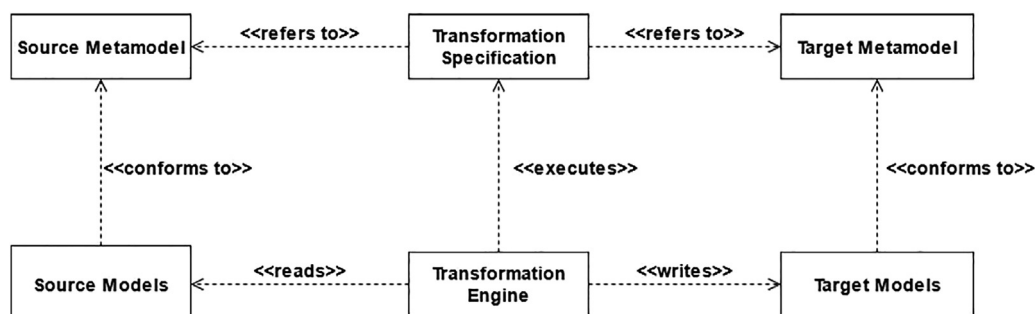 Source Metamodel
<<refers to>>
Transformation
Specification
<<refers to>>
Target Metamodel
<<conforms to>>
<<executes>>
<<conforms to>>
Source Models
<<reads>>
Transformation
Engine
<<writes>>
Target Models